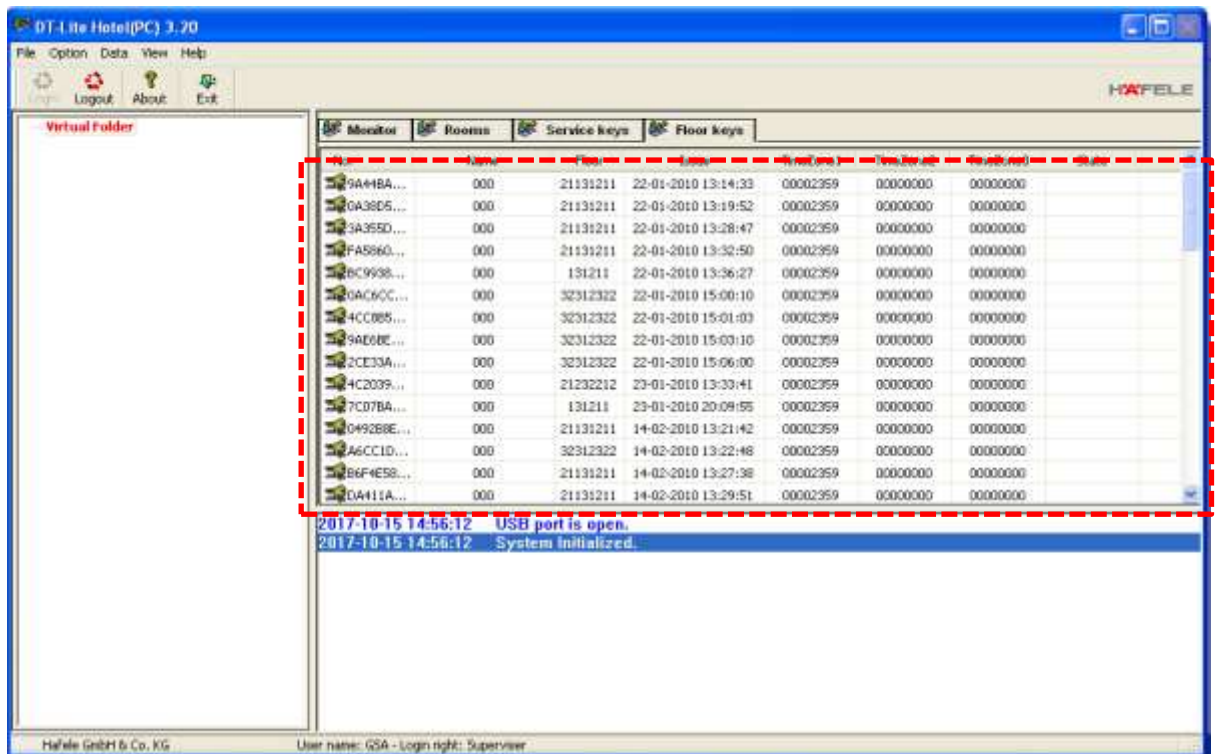 DT-Lite Hotel(PC) 3.20
File Option Data View Help
Login Logout About Exit
HAFELE
Virtual Folder
Monitor Rooms Service keys Floor keys
No. Name Floor Issue TimeZone1 TimeZone2 TimeZone3 State
9A44BA... 000 21131211 22-01-2010 13:14:33 00002359 00000000 00000000
0A38D5... 000 21131211 22-01-2010 13:19:52 00002359 00000000 00000000
3A355D... 000 21131211 22-01-2010 13:28:47 00002359 00000000 00000000
FA5860... 000 21131211 22-01-2010 13:32:50 00002359 00000000 00000000
BC9938... 000 131211 22-01-2010 13:36:27 00002359 00000000 00000000
0AC6CC... 000 32312322 22-01-2010 15:00:10 00002359 00000000 00000000
4CC8B5... 000 32312322 22-01-2010 15:01:03 00002359 00000000 00000000
9AE6BE... 000 32312322 22-01-2010 15:03:10 00002359 00000000 00000000
2CE33A... 000 32312322 22-01-2010 15:06:00 00002359 00000000 00000000
4C2039... 000 21232212 23-01-2010 13:33:41 00002359 00000000 00000000
7C07BA... 000 131211 23-01-2010 20:09:55 00002359 00000000 00000000
0492B8E... 000 21131211 14-02-2010 13:21:42 00002359 00000000 00000000
A6CC1D... 000 32312322 14-02-2010 13:22:48 00002359 00000000 00000000
B6F4E58... 000 21131211 14-02-2010 13:27:38 00002359 00000000 00000000
DA411A... 000 21131211 14-02-2010 13:29:51 00002359 00000000 00000000
2017-10-15 14:56:12 USB port is open.
2017-10-15 14:56:12 System Initialized.
Hafele GmbH & Co. KG User name: GSA - Login right: Superviser